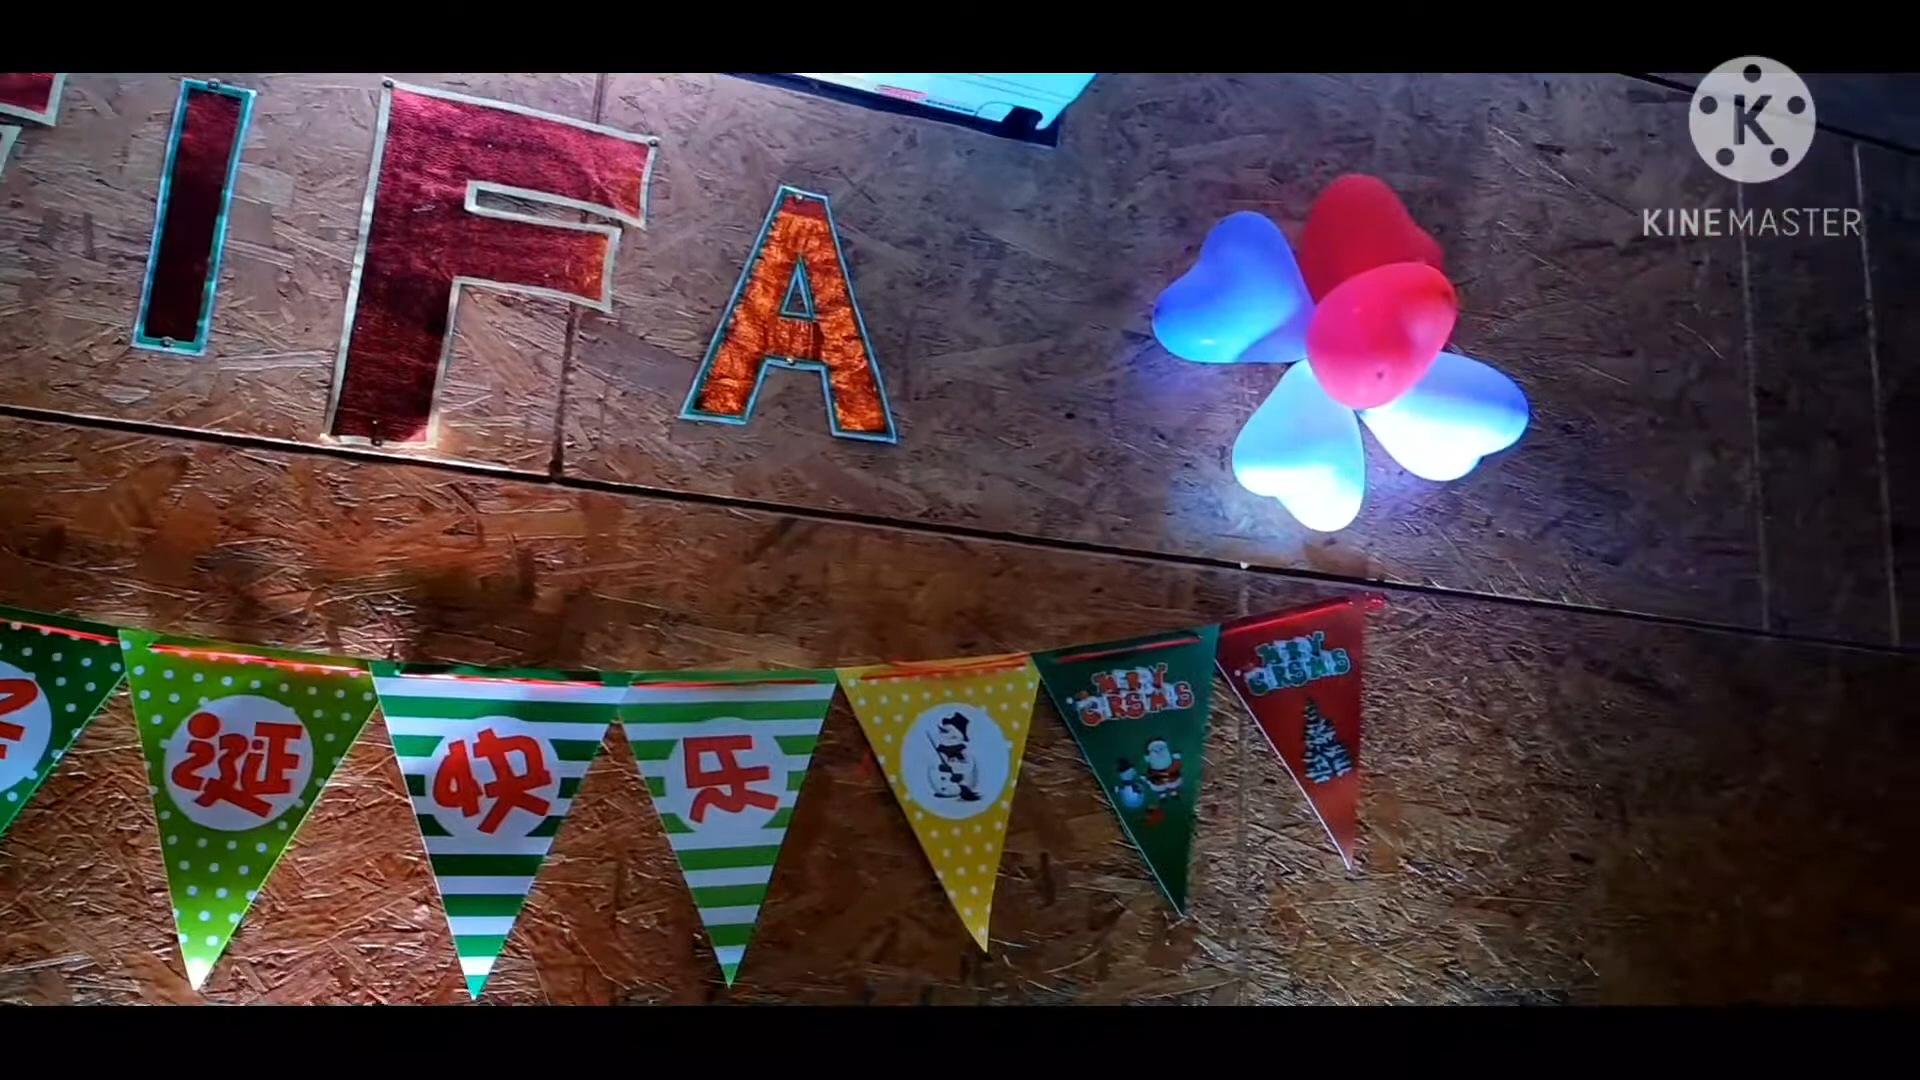 K
KINEMASTER
IFA
诞快乐
MERRY
CHRISTMAS
MERRY
CHRISTMAS